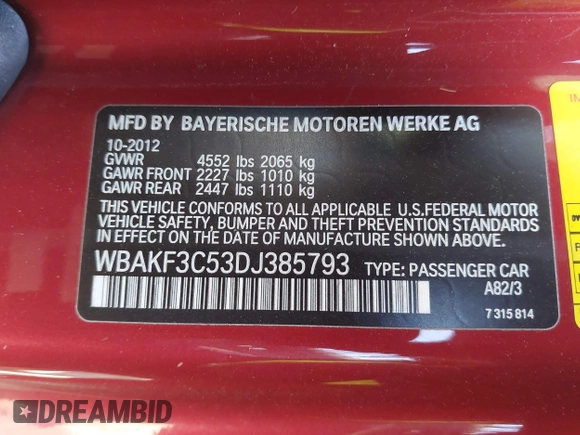 MFD BY BAYERISCHE MOTOREN WERKE AG
10-2012
GVWR 4552 lbs 2065 kg
GAWR FRONT 2227 lbs 1010 kg
GAWR REAR 2447 lbs 1110 kg
THIS VEHICLE CONFORMS TO ALL APPLICABLE U.S.FEDERAL MOTOR
VEHICLE SAFETY, BUMPER AND THEFT PREVENTION STANDARDS IN
EFFECT ON THE DATE OF MANUFACTURE SHOWN ABOVE.
WBAKF3C53DJ385793 TYPE: PASSENGER CAR
A82/3
7 315 814
DREAMBID